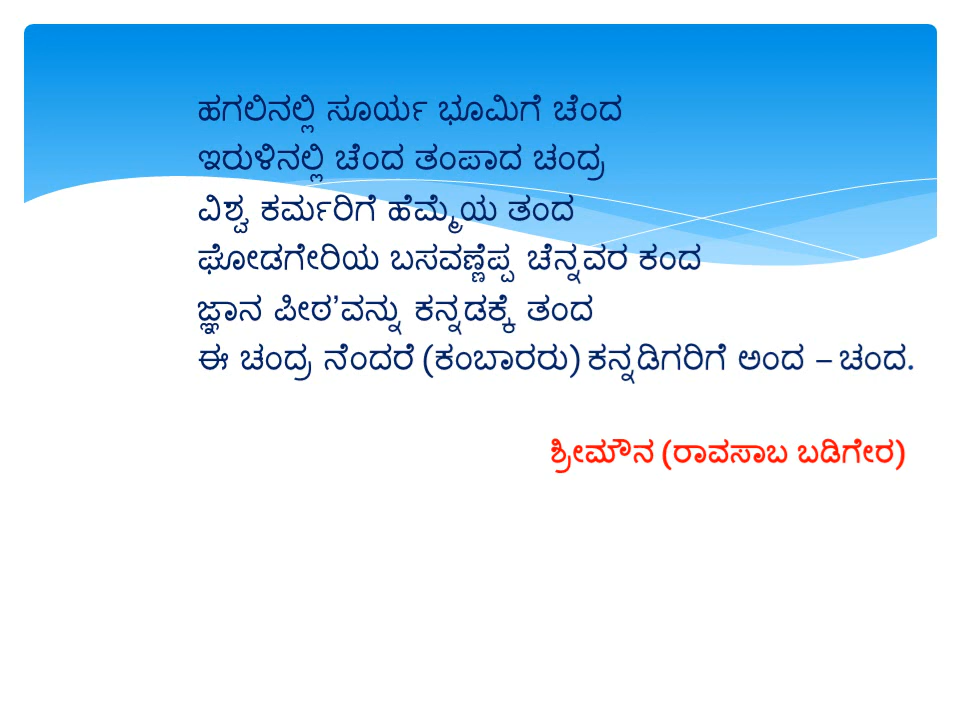 ಹಗಲಿನಲ್ಲಿ ಸೂರ್ಯ ಭೂಮಿಗೆ ಚೆಂದ
ಇರುಳಿನಲ್ಲಿ ಚೆಂದ ತಂಪಾದ ಚಂದ್ರ
ವಿಶ್ವ ಕರ್ಮರಿಗೆ ಹೆಮ್ಮೆಯ ತಂದ
ಘೋಡಗೇರಿಯ ಬಸವಣ್ಣೆಪ್ಪ ಚೆನ್ನವರ ಕಂದ
ಜ್ಞಾನ ಪೀಠ’ವನ್ನು ಕನ್ನಡಕ್ಕೆ ತಂದ
ಈ ಚಂದ್ರ ನೆಂದರೆ (ಕಂಬಾರರು) ಕನ್ನಡಿಗರಿಗೆ ಅಂದ – ಚಂದ.
ಶ್ರೀಮೌನ (ರಾವಸಾಬ ಬಡಿಗೇರ)